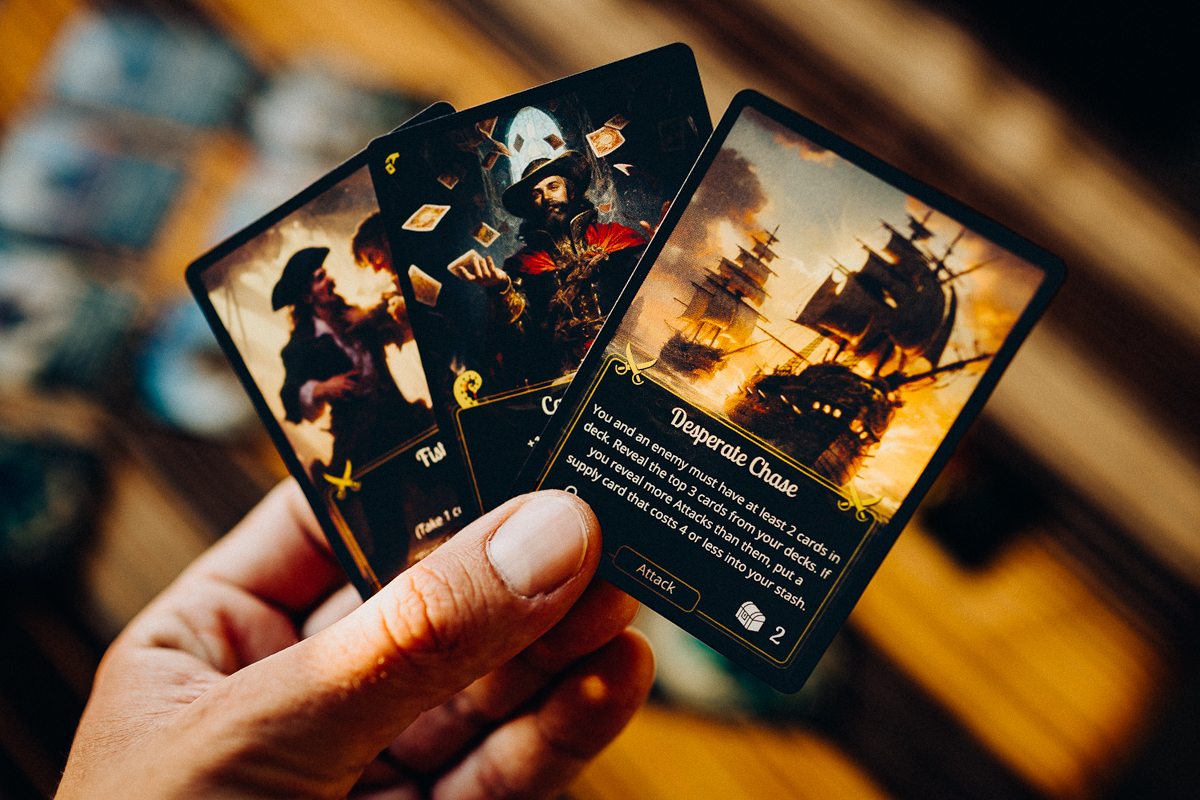 Desperate Chase
You and an enemy must have at least 2 cards in
deck. Reveal the top 3 cards from your decks. If
you reveal more Attacks than them, put a
supply card that costs 4 or less into your stash.
Attack
2
(Take 1